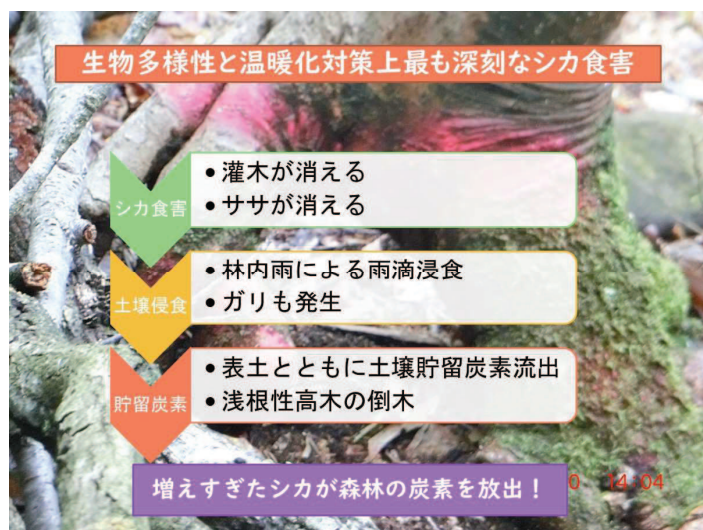 生物多様性と温暖化対策上最も深刻なシカ食害
シカ食害
•灌木が消える
•ササが消える
土壌侵食
•林内雨による雨滴浸食
•ガリも発生
貯留炭素
•表土とともに土壌貯留炭素流出
•浅根性高木の倒木
増えすぎたシカが森林の炭素を放出！
0 14:04